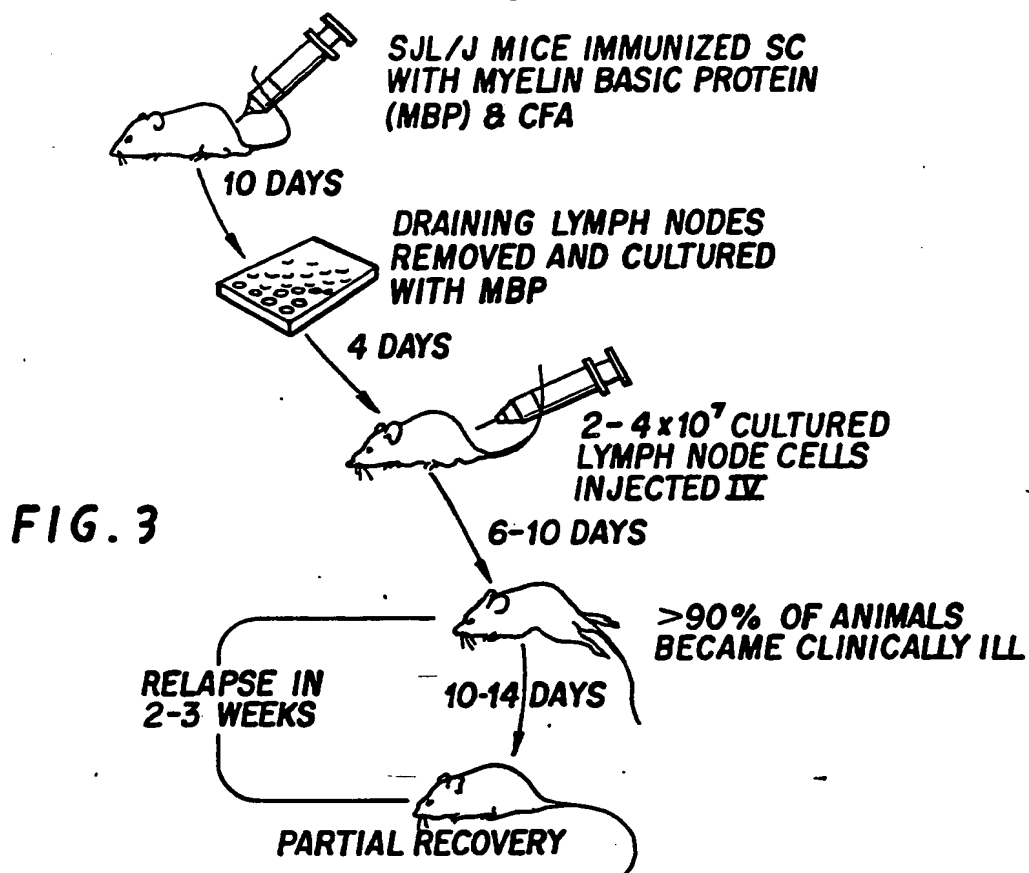 SJL/J MICE IMMUNIZED SC
WITH MYELIN BASIC PROTEIN
(MBP) & CFA
10 DAYS
DRAINING LYMPH NODES
REMOVED AND CULTURED
WITH MBP
4 DAYS
2-4x10⁷ CULTURED
LYMPH NODE CELLS
INJECTED IV
FIG. 3
6-10 DAYS
>90% OF ANIMALS
BECAME CLINICALLY ILL
RELAPSE IN
2-3 WEEKS
10-14 DAYS
PARTIAL RECOVERY